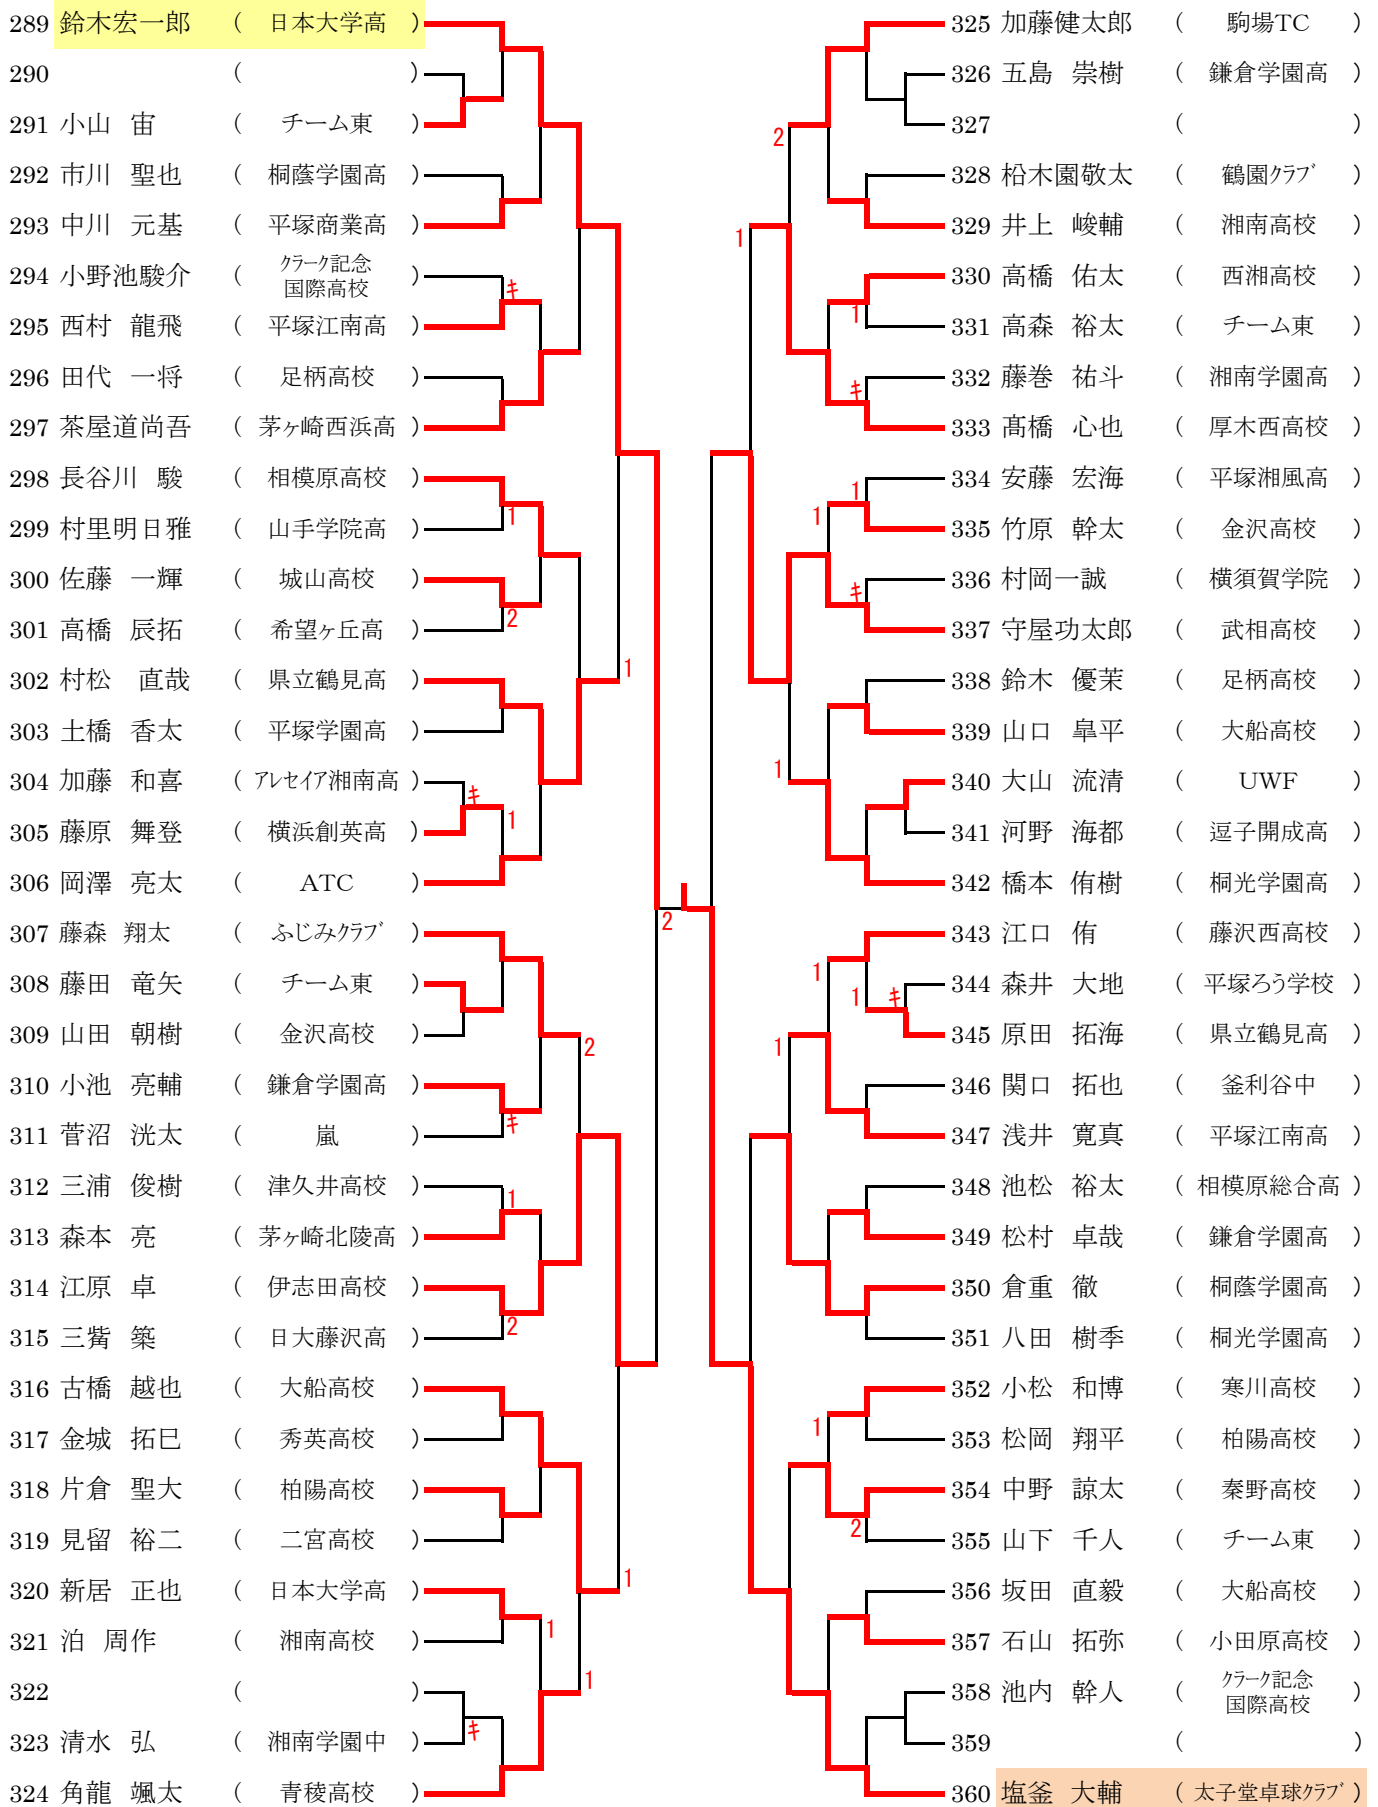 289 鈴木宏一郎 ( 日本大学高 )
290 ( )
291 小山 宙 ( チーム東 )
292 市川 聖也 ( 桐蔭学園高 )
293 中川 元基 ( 平塚商業高 )
294 小野池駿介 ( クラーク記念国際高校 )
キ
295 西村 龍飛 ( 平塚江南高 )
296 田代 一将 ( 足柄高校 )
297 茶屋道尚吾 ( 茅ヶ崎西浜高 )
298 長谷川 駿 ( 相模原高校 )
1
299 村里明日雅 ( 山手学院高 )
300 佐藤 一輝 ( 城山高校 )
2
301 高橋 辰拓 ( 希望ヶ丘高 )
1
302 村松 直哉 ( 県立鶴見高 )
303 土橋 香太 ( 平塚学園高 )
304 加藤 和喜 ( アレセイア湘南高 )
キ
1
305 藤原 舞登 ( 横浜創英高 )
306 岡澤 亮太 ( ATC )
2
307 藤森 翔太 ( ふじみクラブ )
308 藤田 竜矢 ( チーム東 )
309 山田 朝樹 ( 金沢高校 )
2
310 小池 亮輔 ( 鎌倉学園高 )
キ
311 菅沼 洸太 ( 嵐 )
312 三浦 俊樹 ( 津久井高校 )
1
313 森本 亮 ( 茅ヶ崎北陵高 )
314 江原 卓 ( 伊志田高校 )
2
315 三觜 築 ( 日大藤沢高 )
316 古橋 越也 ( 大船高校 )
317 金城 拓巳 ( 秀英高校 )
318 片倉 聖大 ( 柏陽高校 )
319 見留 裕二 ( 二宮高校 )
1
320 新居 正也 ( 日本大学高 )
1
321 泊 周作 ( 湘南高校 )
1
322 ( )
キ
323 清水 弘 ( 湘南学園中 )
324 角龍 颯太 ( 青稜高校 )
325 加藤健太郎 ( 駒場TC )
326 五島 崇樹 ( 鎌倉学園高 )
327 ( )
2
328 柗木園敬太 ( 鶴園クラブ )
329 井上 峻輔 ( 湘南高校 )
1
330 高橋 佑太 ( 西湘高校 )
1
331 高森 裕太 ( チーム東 )
332 藤巻 祐斗 ( 湘南学園高 )
キ
333 髙橋 心也 ( 厚木西高校 )
334 安藤 宏海 ( 平塚湘風高 )
1
1
335 竹原 幹太 ( 金沢高校 )
336 村岡一誠 ( 横須賀学院 )
キ
337 守屋功太郎 ( 武相高校 )
338 鈴木 優茉 ( 足柄高校 )
339 山口 皐平 ( 大船高校 )
1
340 大山 流清 ( UWF )
341 河野 海都 ( 逗子開成高 )
342 橋本 侑樹 ( 桐光学園高 )
343 江口 侑 ( 藤沢西高校 )
1
344 森井 大地 ( 平塚ろう学校 )
1
キ
345 原田 拓海 ( 県立鶴見高 )
1
346 関口 拓也 ( 釜利谷中 )
347 浅井 寛真 ( 平塚江南高 )
348 池松 裕太 ( 相模原総合高 )
349 松村 卓哉 ( 鎌倉学園高 )
350 倉重 徹 ( 桐蔭学園高 )
351 八田 樹季 ( 桐光学園高 )
352 小松 和博 ( 寒川高校 )
1
353 松岡 翔平 ( 柏陽高校 )
354 中野 諒太 ( 秦野高校 )
2
355 山下 千人 ( チーム東 )
356 坂田 直毅 ( 大船高校 )
357 石山 拓弥 ( 小田原高校 )
358 池内 幹人 ( クラーク記念国際高校 )
359 ( )
360 塩釜 大輔 ( 太子堂卓球クラブ )